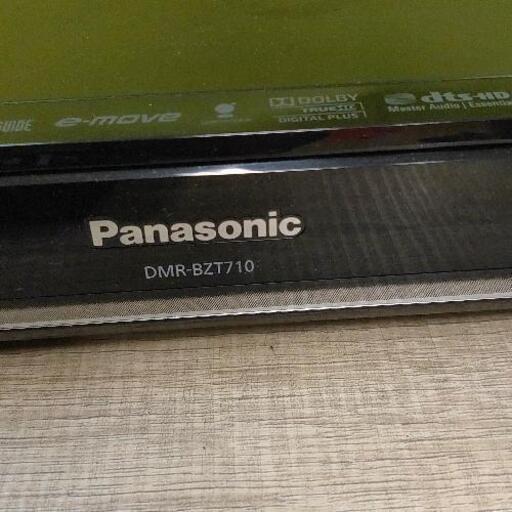 GUIDE e-move DOLBY TRUEHD DIGITAL PLUS dts-HD Master Audio | Essential
Panasonic
DMR-BZT710